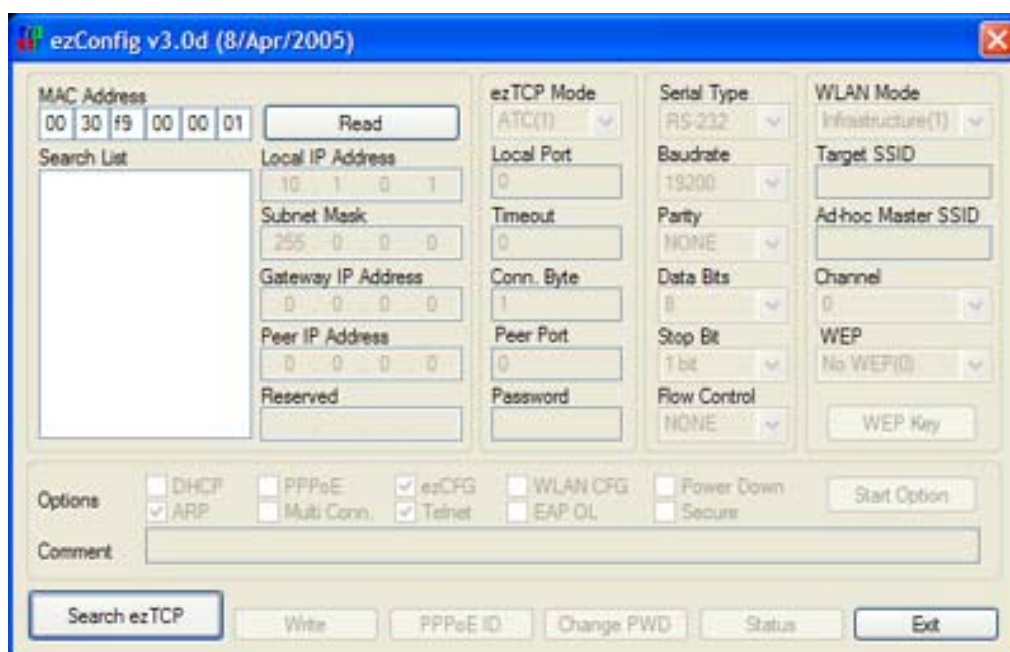 ezConfig v3.0d (8/Apr/2005)
MAC Address
00 30 f9 00 00 01
Read
Search List
Local IP Address
10 . 1 . 0 . 1
Subnet Mask
255 . 0 . 0 . 0
Gateway IP Address
0 . 0 . 0 . 0
Peer IP Address
0 . 0 . 0 . 0
Reserved
ezTCP Mode
ATC(1)
Local Port
0
Timeout
0
Conn. Byte
1
Peer Port
0
Password
Serial Type
RS-232
Baudrate
19200
Parity
NONE
Data Bits
8
Stop Bit
1 bit
Flow Control
NONE
WLAN Mode
Infrastructure(1)
Target SSID
Ad-hoc Master SSID
Channel
0
WEP
No WEP(0)
WEP Key
Options
DHCP PPPoE ezCFG WLAN CFG Power Down
ARP Multi Conn. Telnet EAP OL Secure
Start Option
Comment
Search ezTCP Write PPPoE ID Change PWD Status Exit